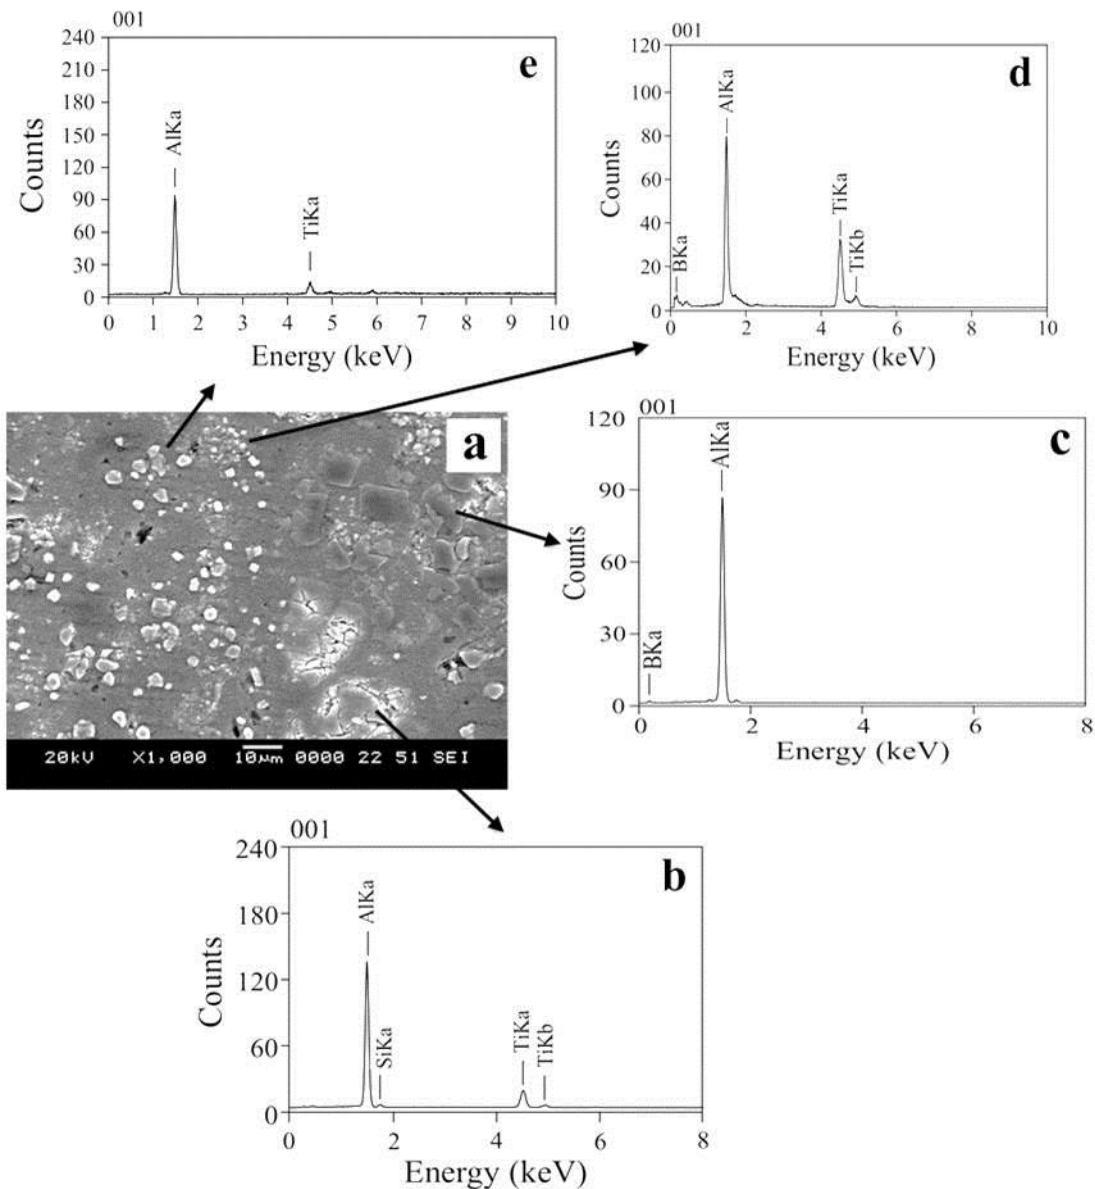 001
240
210
180
150
120
90
60
30
0
Counts
AlKa
TiKa
e
0 1 2 3 4 5 6 7 8 9 10
Energy (keV)
001
120
100
80
60
40
20
0
Counts
BKa
AlKa
TiKa
TiKb
d
0 2 4 6 8 10
Energy (keV)
a
20kV X1,000 10µm 0000 22 51 SEI
001
120
90
60
30
0
Counts
BKa
AlKa
c
0 2 4 6 8
Energy (keV)
001
240
180
120
60
0
Counts
AlKa
SiKa
TiKa
TiKb
b
0 2 4 6 8
Energy (keV)